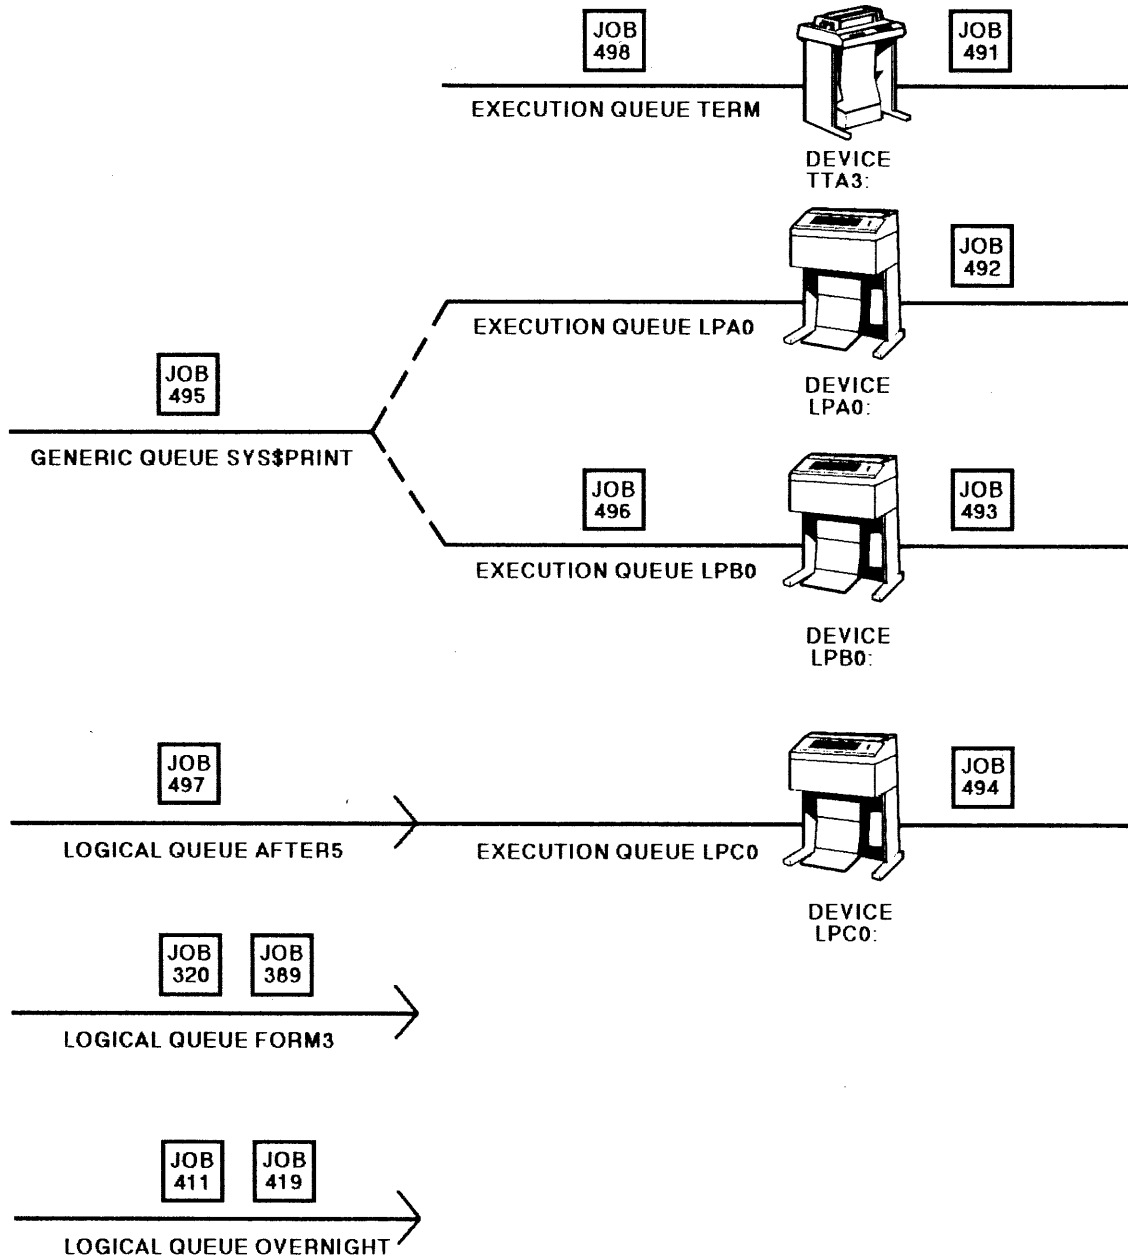 JOB
498
JOB
491
EXECUTION QUEUE TERM
DEVICE
TTA3:
JOB
492
EXECUTION QUEUE LPA0
DEVICE
LPA0:
JOB
495
GENERIC QUEUE SYS$PRINT
JOB
496
JOB
493
EXECUTION QUEUE LPB0
DEVICE
LPB0:
JOB
497
JOB
494
LOGICAL QUEUE AFTER5
EXECUTION QUEUE LPC0
DEVICE
LPC0:
JOB
320
JOB
389
LOGICAL QUEUE FORM3
JOB
411
JOB
419
LOGICAL QUEUE OVERNIGHT